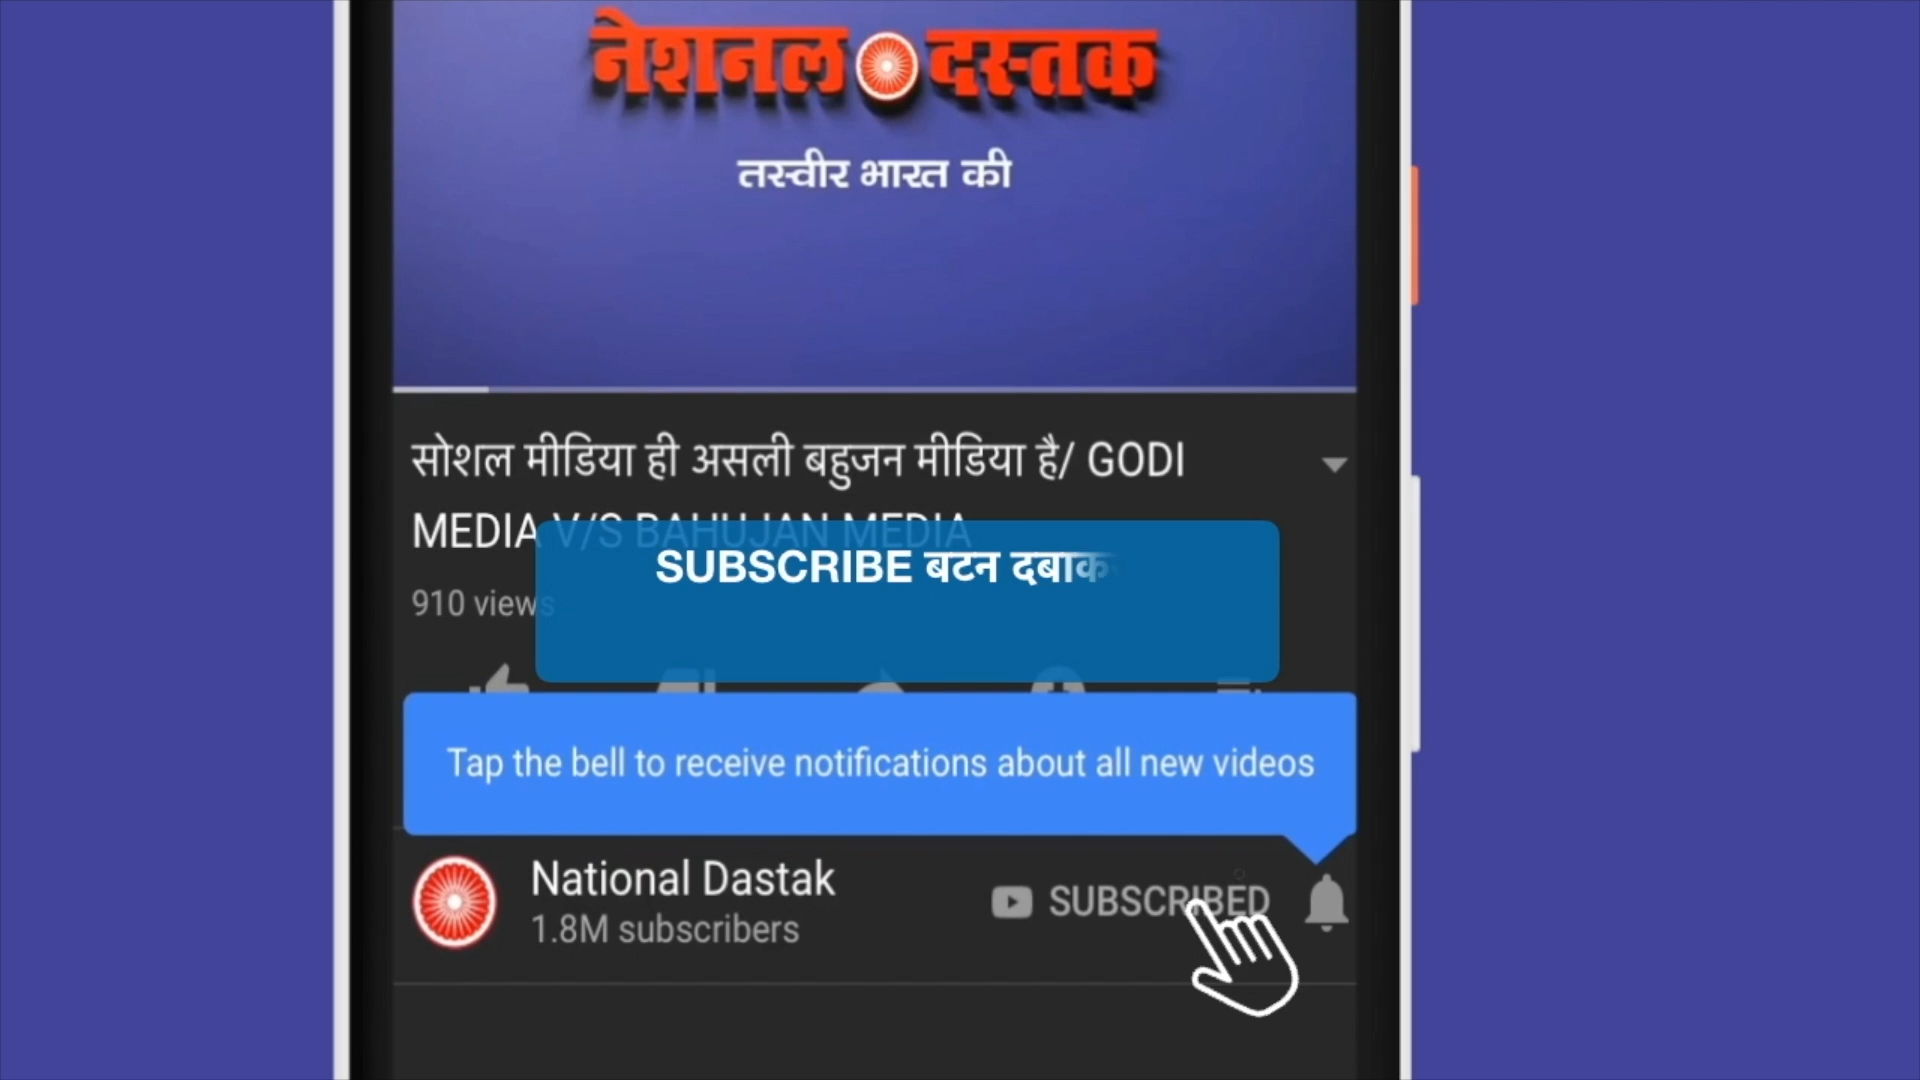 नेशनल दस्तक
तस्वीर भारत की
सोशल मीडिया ही असली बहुजन मीडिया है/ GODI
MEDIA V/S BAHUJAN MEDIA
SUBSCRIBE बटन दबाक
910 views
Tap the bell to receive notifications about all new videos
National Dastak
SUBSCRIBED
1.8M subscribers